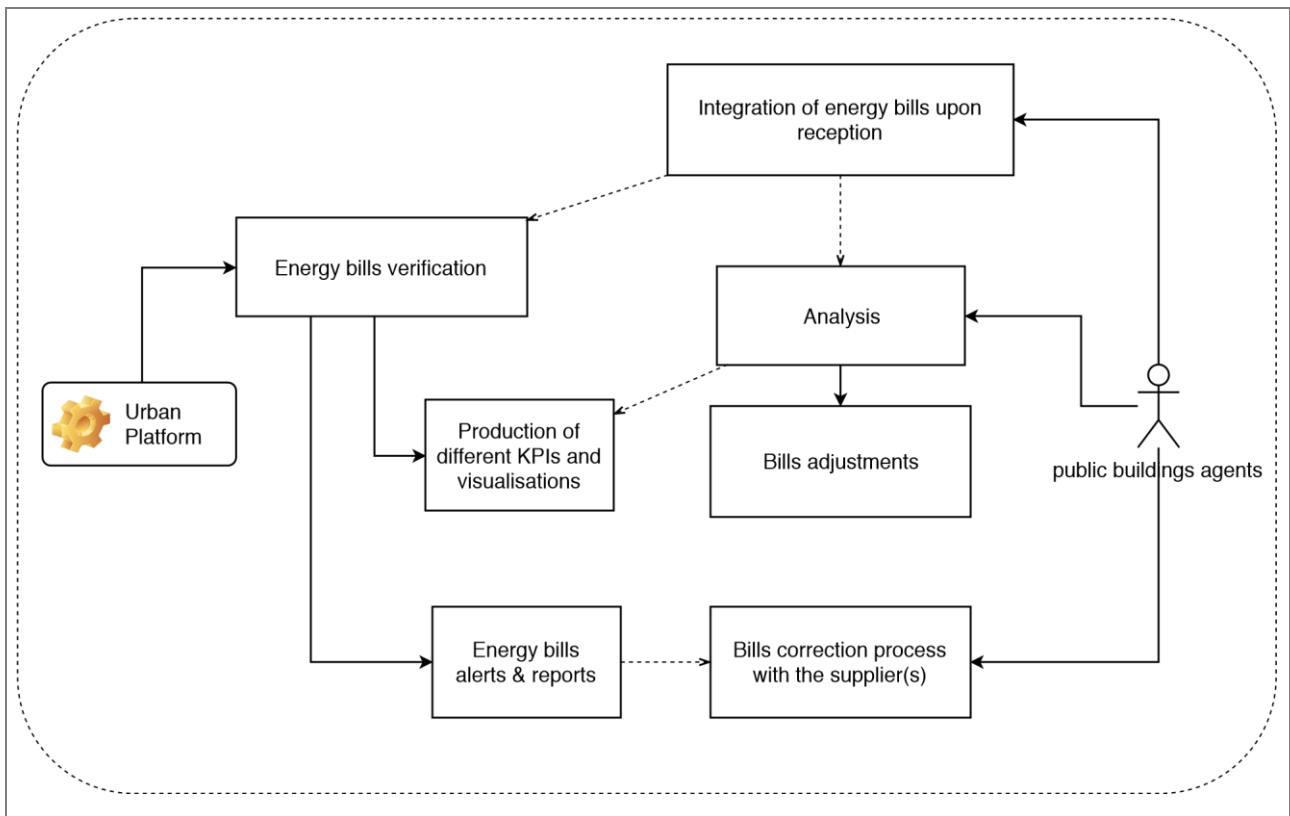 Integration of energy bills upon
reception
Energy bills verification
Analysis
Urban
Platform
Production of
different KPIs and
visualisations
Bills adjustments
public buildings agents
Energy bills
alerts & reports
Bills correction process
with the supplier(s)